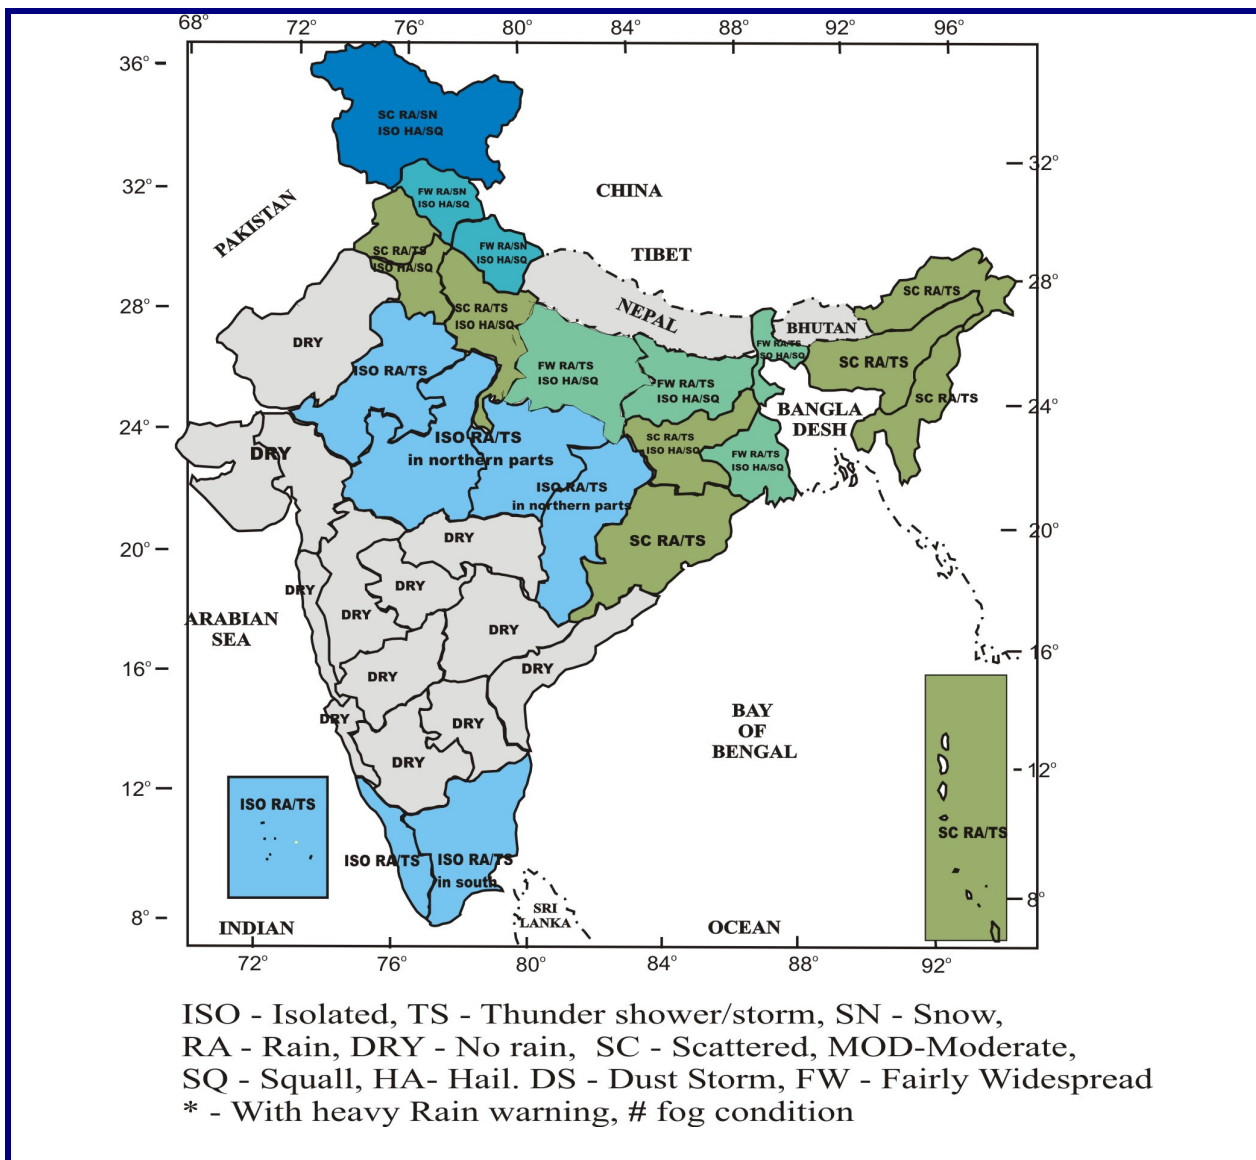 68° 72° 76° 80° 84° 88° 92° 96°
36°
SC RA/SN
ISO HA/SQ
32°
32°
CHINA
FW RA/SN
ISO HA/SQ
PAKISTAN
SC RA/TS
ISO HA/SQ
FW RA/SN
ISO HA/SQ
TIBET
28°
28°
SC RA/TS
SC RA/TS
ISO HA/SQ
NEPAL
BHUTAN
DRY
FW RA/TS
ISO HA/SQ
SC RA/TS
ISO RA/TS
FW RA/TS
ISO HA/SQ
FW RA/TS
ISO HA/SQ
SC RA/TS
24°
24°
BANGLA
DESH
ISO RA/TS
in northern parts
SC RA/TS
ISO HA/SQ
DRY
FW RA/TS
ISO HA/SQ
ISO RA/TS
in northern parts
20°
20°
DRY
SC RA/TS
DRY
DRY
DRY
ARABIAN
SEA
DRY
16°
16°
DRY
DRY
DRY
DRY
BAY
OF
BENGAL
DRY
12°
12°
ISO RA/TS
SC RA/TS
ISO RA/TS
ISO RA/TS
in south
8°
8°
SRI
LANKA
INDIAN
OCEAN
72° 76° 80° 84° 88° 92°
ISO - Isolated, TS - Thunder shower/storm, SN - Snow,
RA - Rain, DRY - No rain, SC - Scattered, MOD-Moderate,
SQ - Squall, HA- Hail. DS - Dust Storm, FW - Fairly Widespread
* - With heavy Rain warning, # fog condition